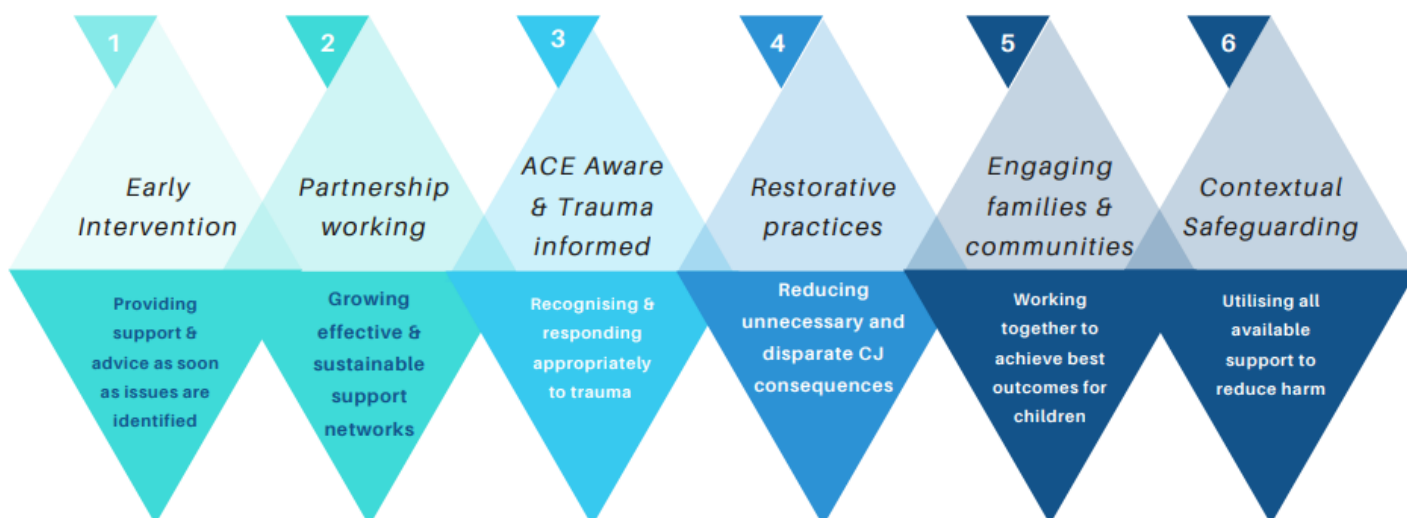 1
Early
Intervention
Providing
support &
advice as soon
as issues are
identified
2
Partnership
working
Growing
effective &
sustainable
support
networks
3
ACE Aware
& Trauma
informed
Recognising &
responding
appropriately
to trauma
4
Restorative
practices
Reducing
unnecessary and
disparate CJ
consequences
5
Engaging
families &
communities
Working
together to
achieve best
outcomes for
children
6
Contextual
Safeguarding
Utilising all
available
support to
reduce harm